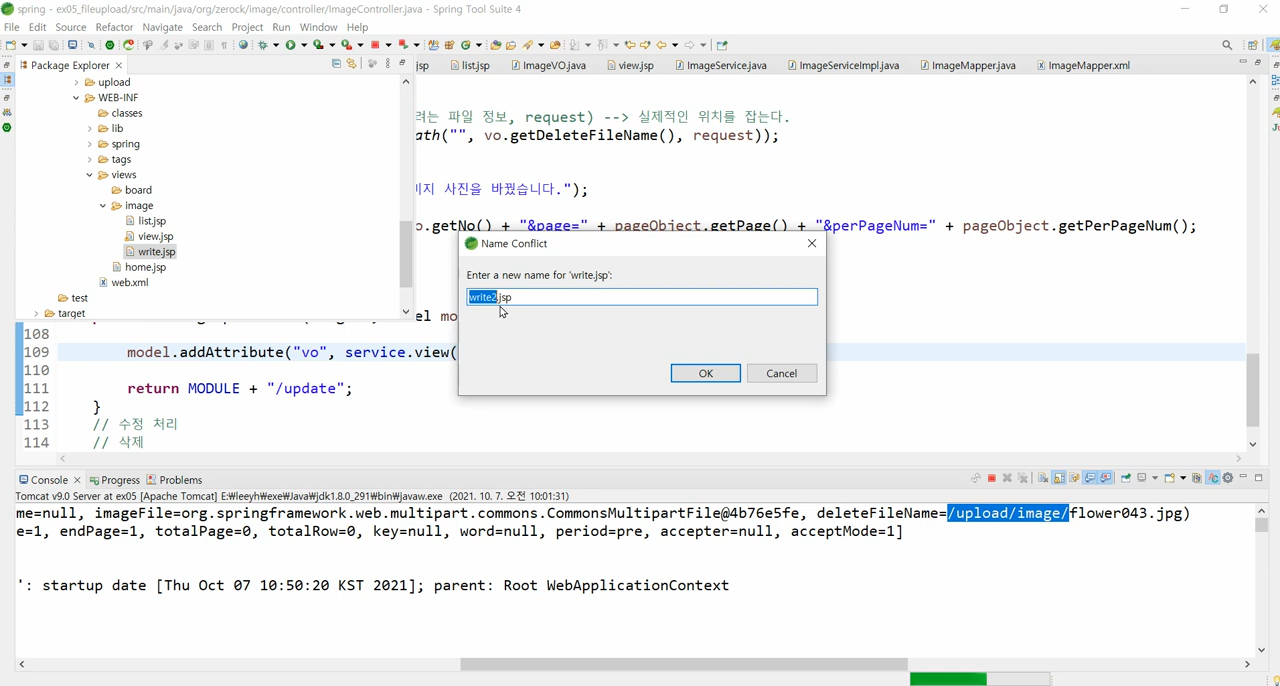 spring - ex05_fileupload/src/main/java/org/zerock/image/controller/ImageController.java - Spring Tool Suite 4
File Edit Source Refactor Navigate Search Project Run Window Help
Package Explorer
jsp list.jsp ImageVO.java view.jsp ImageService.java ImageServiceImpl.java ImageMapper.java ImageMapper.xml
upload
WEB-INF
classes
lib
spring
tags
views
board
image
list.jsp
view.jsp
write.jsp
home.jsp
web.xml
test
target
려는 파일 정보, request) --> 실제적인 위치를 잡는다.
ath("", vo.getDeleteFileName(), request));
미지 사진을 바꿨습니다.");
o.getNo() + "&page=" + pageObject.getPage() + "&perPageNum=" + pageObject.getPerPageNum();
Name Conflict
Enter a new name for 'write.jsp':
write2.jsp
OK Cancel
el mo
108
109 model.addAttribute("vo", service.view(
110
111 return MODULE + "/update";
112 }
113 // 수정 처리
114 // 삭제
Console Progress Problems
Tomcat v9.0 Server at ex05 [Apache Tomcat] E:₩leeyh₩exe₩Java₩jdk1.8.0_291₩bin₩javaw.exe (2021. 10. 7. 오전 10:01:31)
me=null, imageFile=org.springframework.web.multipart.commons.CommonsMultipartFile@4b76e5fe, deleteFileName=/upload/image/flower043.jpg)
e=1, endPage=1, totalPage=0, totalRow=0, key=null, word=null, period=pre, accepter=null, acceptMode=1]
': startup date [Thu Oct 07 10:50:20 KST 2021]; parent: Root WebApplicationContext